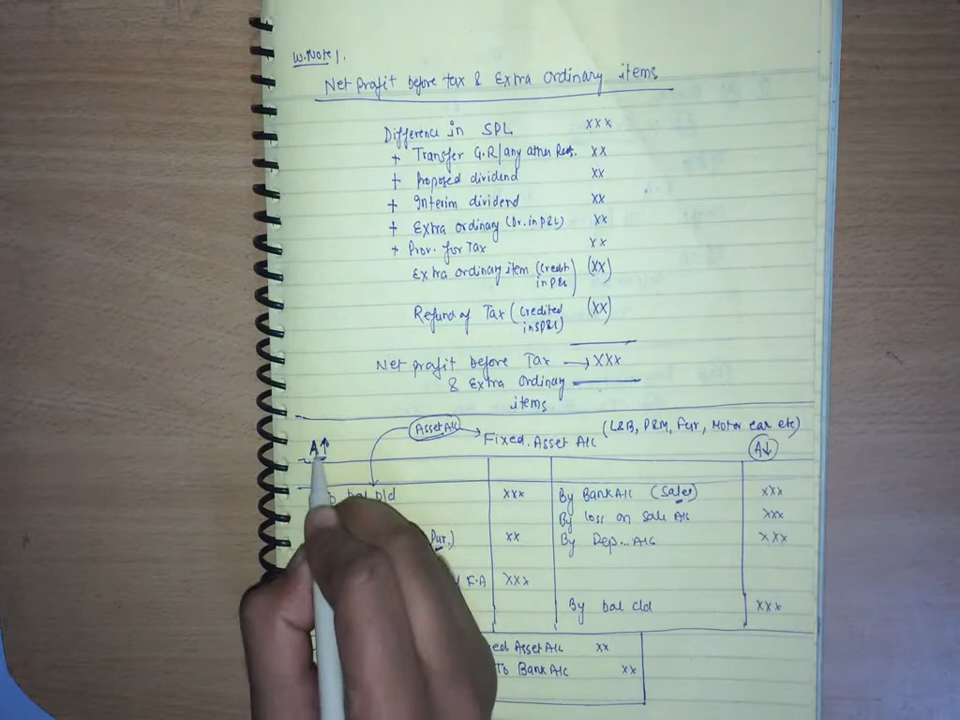 W.Note 1.
Net profit before tax & Extra Ordinary items
Difference in SPL xxx
+ Transfer G.R/any other Res. xx
+ Proposed dividend xx
+ Interim dividend xx
+ Extra ordinary (Dr. in P&L) xx
+ Prov. for Tax xx
Extra ordinary item (credit in P&L) (xx)
Refund of Tax (Credited in SP&L) (xx)
Net profit before Tax → xxx
& Extra Ordinary
items
A↑ Asset A/c Fixed Asset A/c (L&B, P&M, Fur, Motor car etc) A↓
bal b/d xxx By Bank A/c (Sales) xxx
By loss on sale A/c xxx
Pur.) xx By Dep... A/c xxx
F.A xxx
By bal c/d xxx
Asset A/c xx
To Bank A/c xx